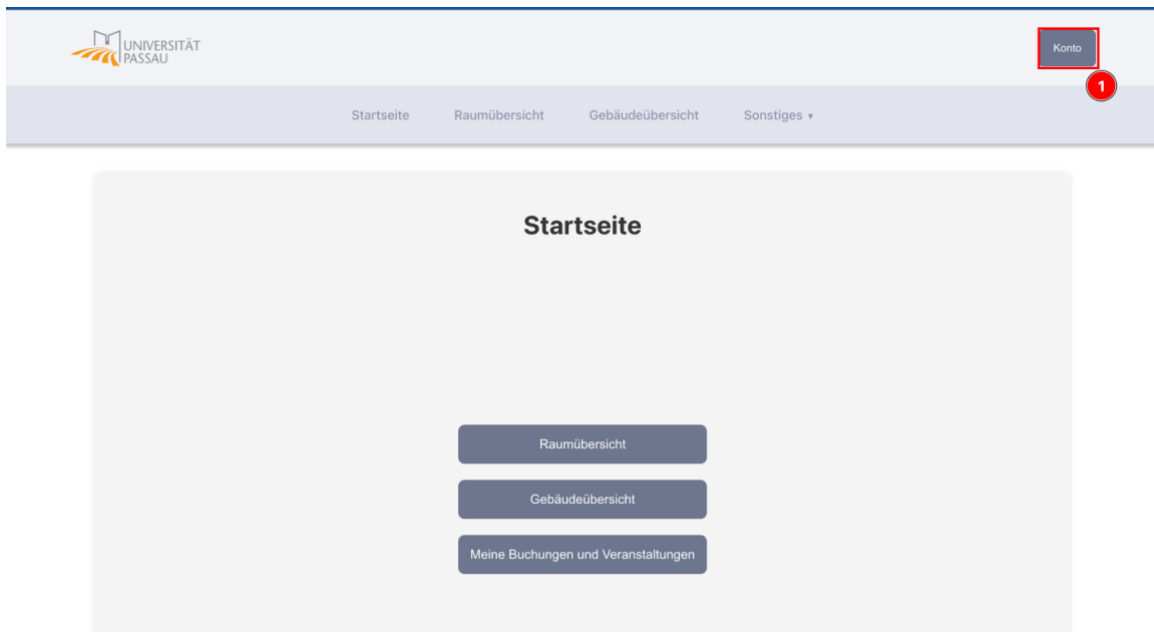 UNIVERSITÄT
PASSAU
Konto
1
Startseite Raumübersicht Gebäudeübersicht Sonstiges ▾
Startseite
Raumübersicht
Gebäudeübersicht
Meine Buchungen und Veranstaltungen